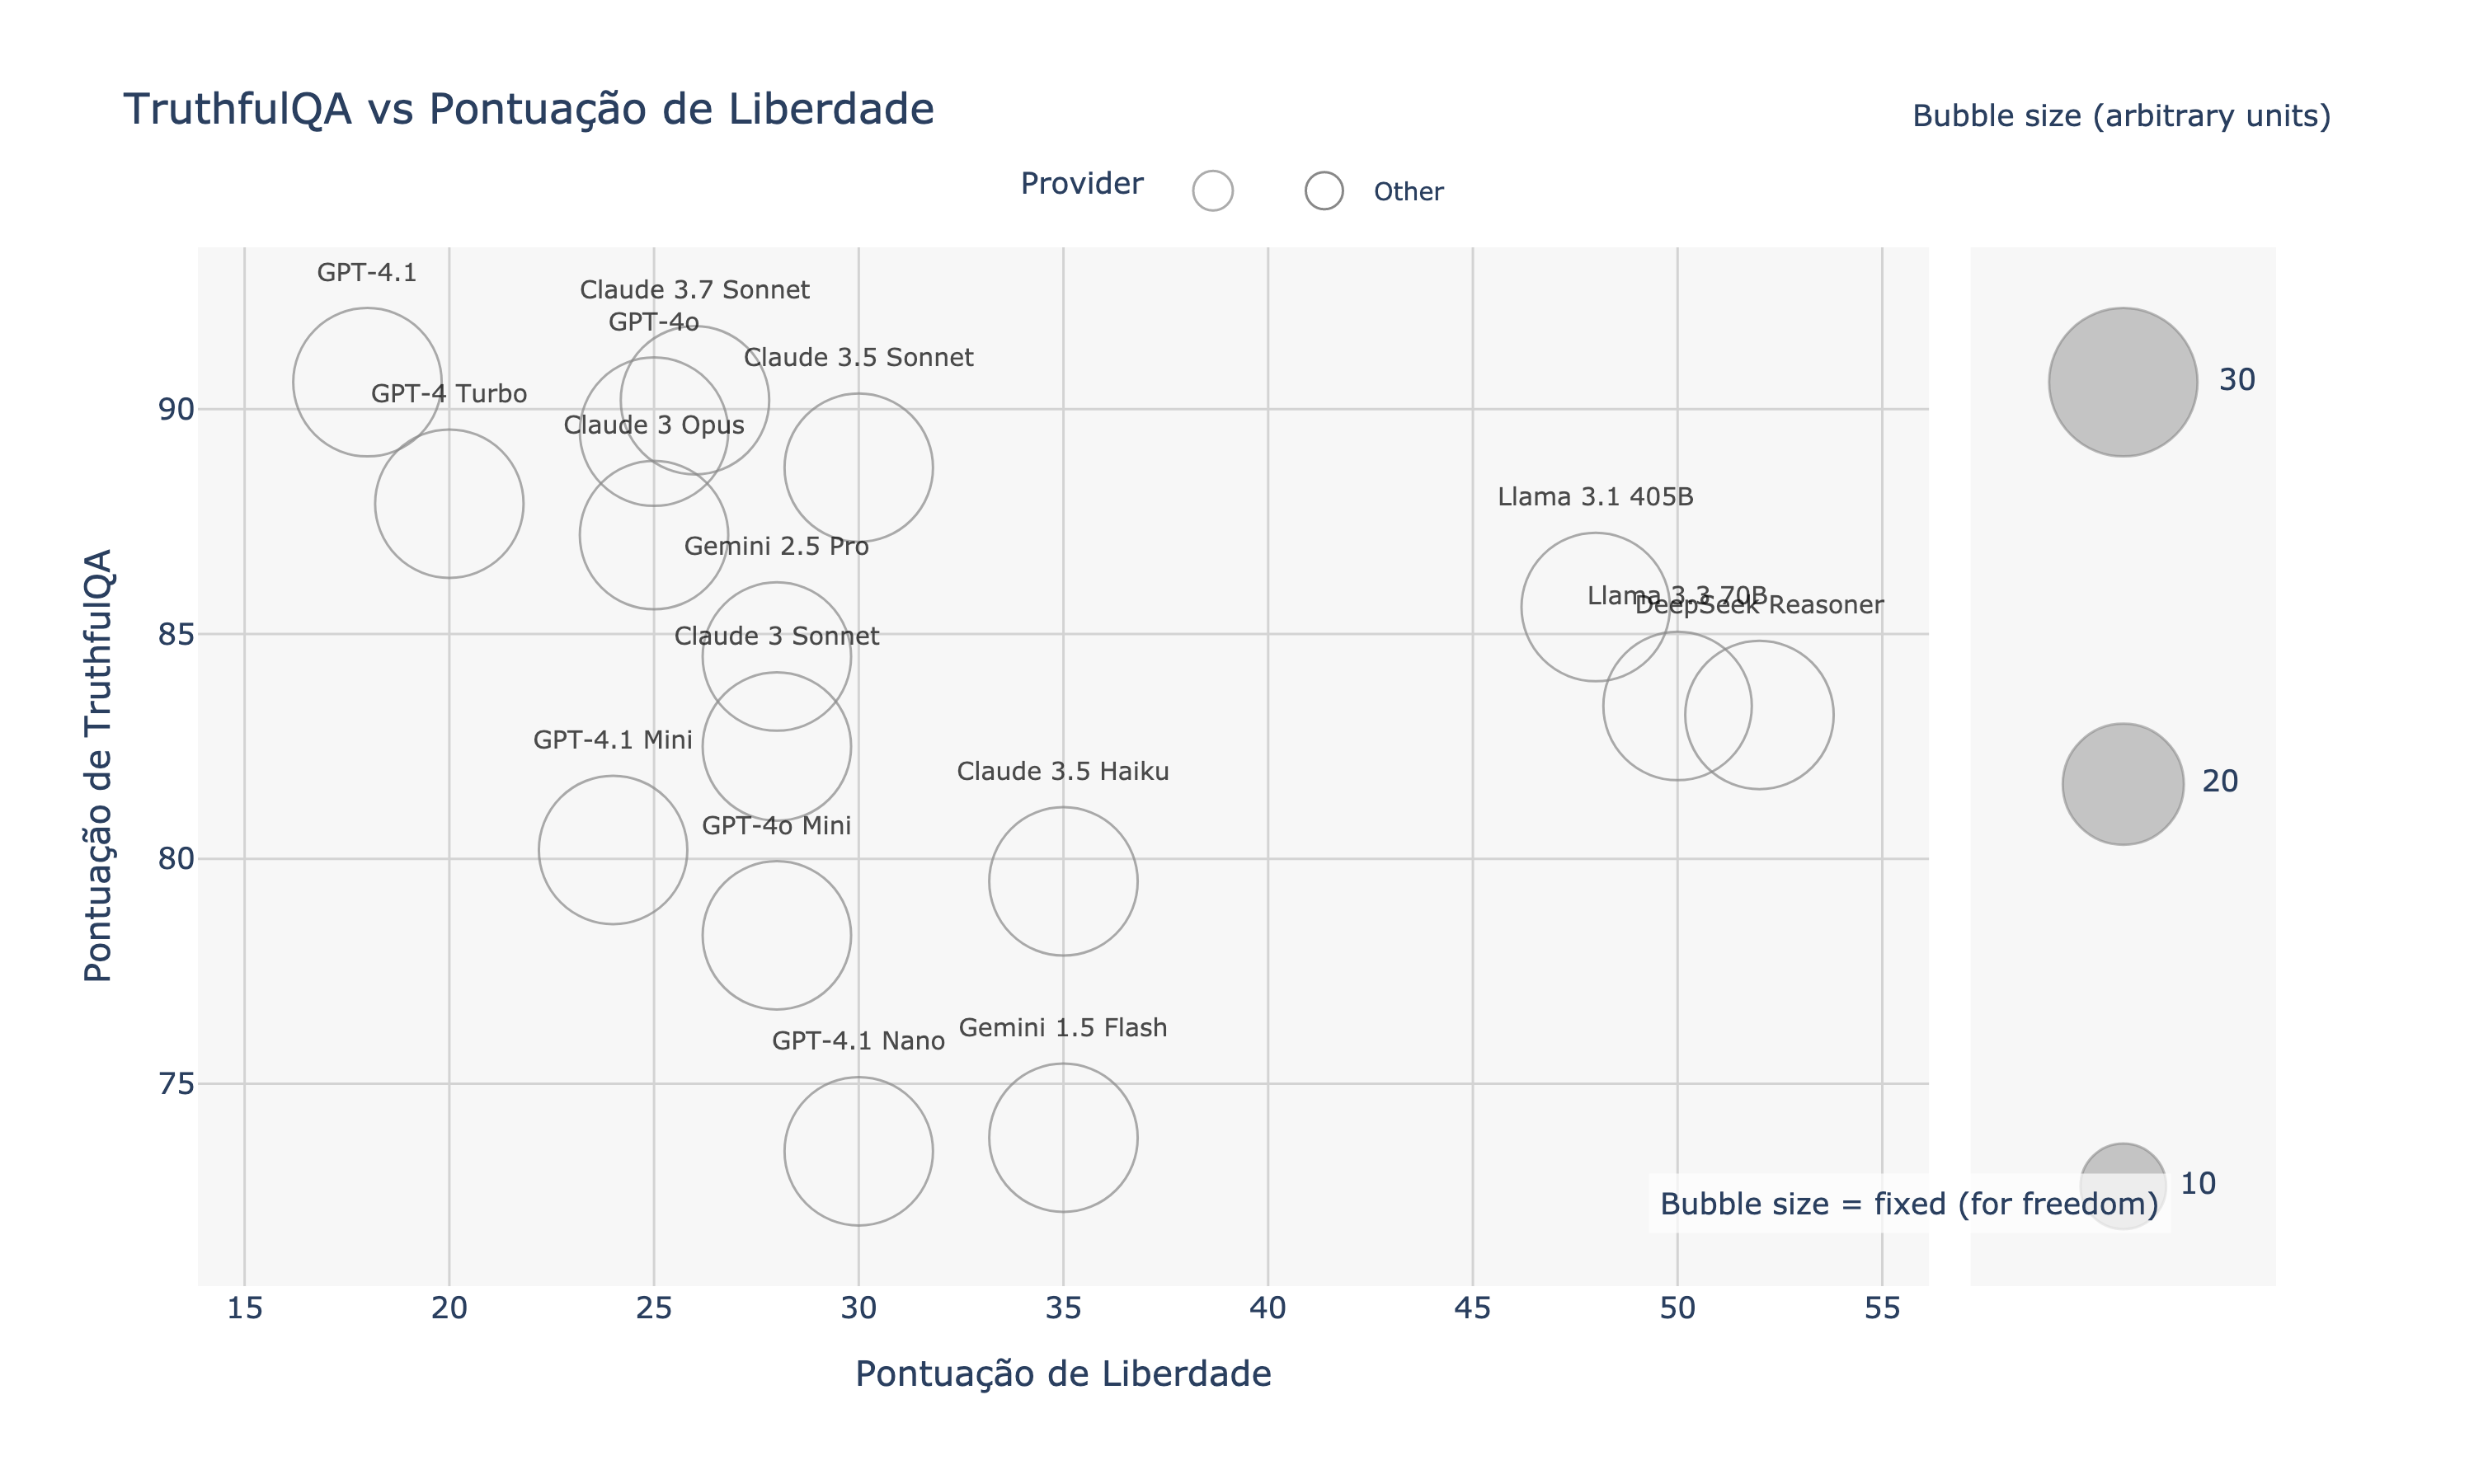 TruthfulQA vs Pontuação de Liberdade
Bubble size (arbitrary units)
Provider
Other
GPT-4.1
Claude 3.7 Sonnet
GPT-4o
Claude 3.5 Sonnet
GPT-4 Turbo
Claude 3 Opus
Llama 3.1 405B
Gemini 2.5 Pro
Llama 3.3 70B
DeepSeek Reasoner
Claude 3 Sonnet
GPT-4.1 Mini
Claude 3.5 Haiku
GPT-4o Mini
Gemini 1.5 Flash
GPT-4.1 Nano
90
85
80
75
Pontuação de TruthfulQA
30
20
10
Bubble size = fixed (for freedom)
15 20 25 30 35 40 45 50 55
Pontuação de Liberdade